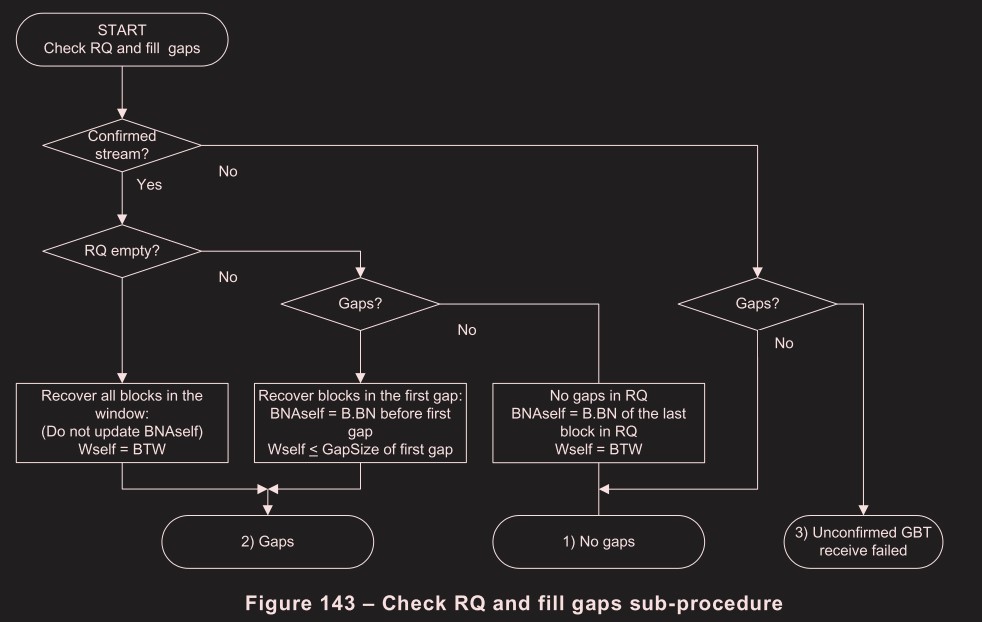 START
Check RQ and fill gaps
Confirmed
stream?
No
Yes
RQ empty?
No
Gaps?
No
Gaps?
No
Recover all blocks in the
window:
(Do not update BNAself)
Wself = BTW
Recover blocks in the first gap:
BNAself = B.BN before first
gap
Wself ≤ GapSize of first gap
No gaps in RQ
BNAself = B.BN of the last
block in RQ
Wself = BTW
2) Gaps
1) No gaps
3) Unconfirmed GBT
receive failed
Figure 143 – Check RQ and fill gaps sub-procedure